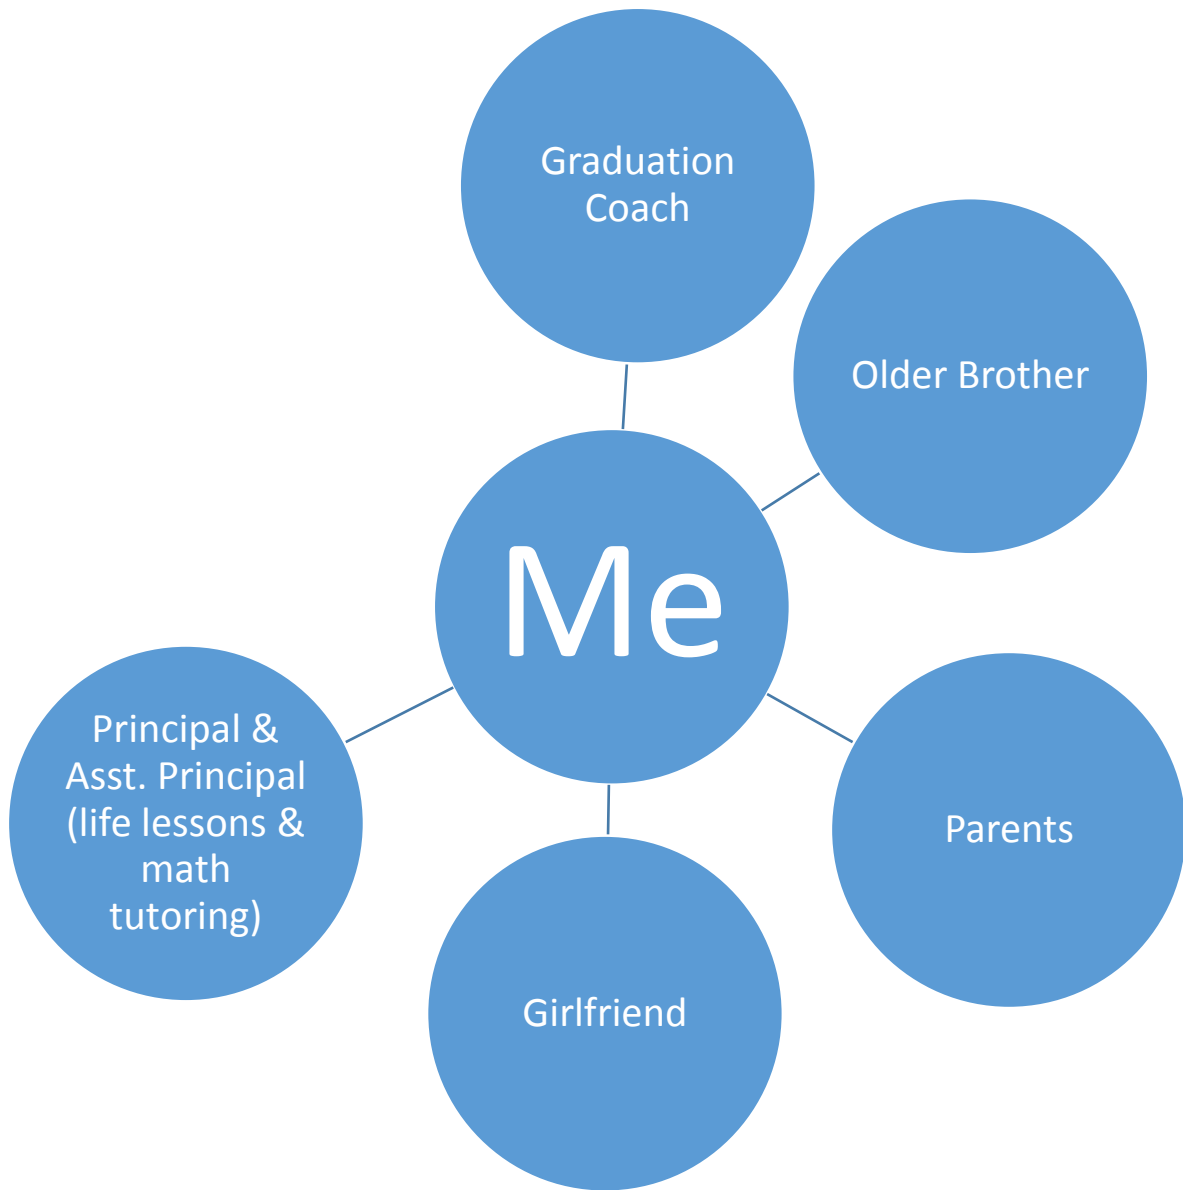 Graduation
Coach
Older Brother
Me
Principal &
Asst. Principal
(life lessons &
math
tutoring)
Parents
Girlfriend